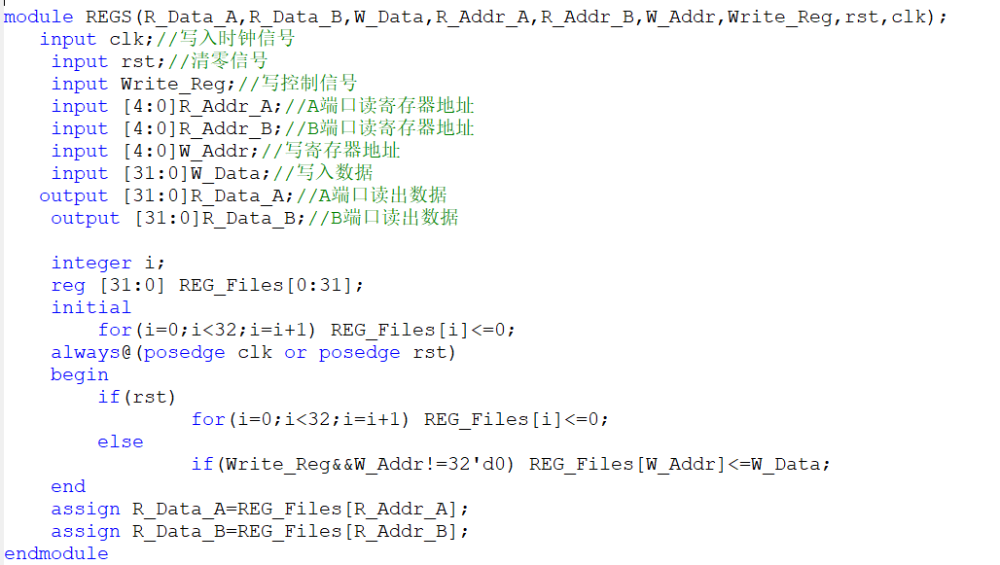 module REGS(R_Data_A,R_Data_B,W_Data,R_Addr_A,R_Addr_B,W_Addr,Write_Reg,rst,clk);
input clk;//写入时钟信号
input rst;//清零信号
input Write_Reg;//写控制信号
input [4:0]R_Addr_A;//A端口读寄存器地址
input [4:0]R_Addr_B;//B端口读寄存器地址
input [4:0]W_Addr;//写寄存器地址
input [31:0]W_Data;//写入数据
output [31:0]R_Data_A;//A端口读出数据
output [31:0]R_Data_B;//B端口读出数据
integer i;
reg [31:0] REG_Files[0:31];
initial
for(i=0;i<32;i=i+1) REG_Files[i]<=0;
always@(posedge clk or posedge rst)
begin
if(rst)
for(i=0;i<32;i=i+1) REG_Files[i]<=0;
else
if(Write_Reg&&W_Addr!=32'd0) REG_Files[W_Addr]<=W_Data;
end
assign R_Data_A=REG_Files[R_Addr_A];
assign R_Data_B=REG_Files[R_Addr_B];
endmodule